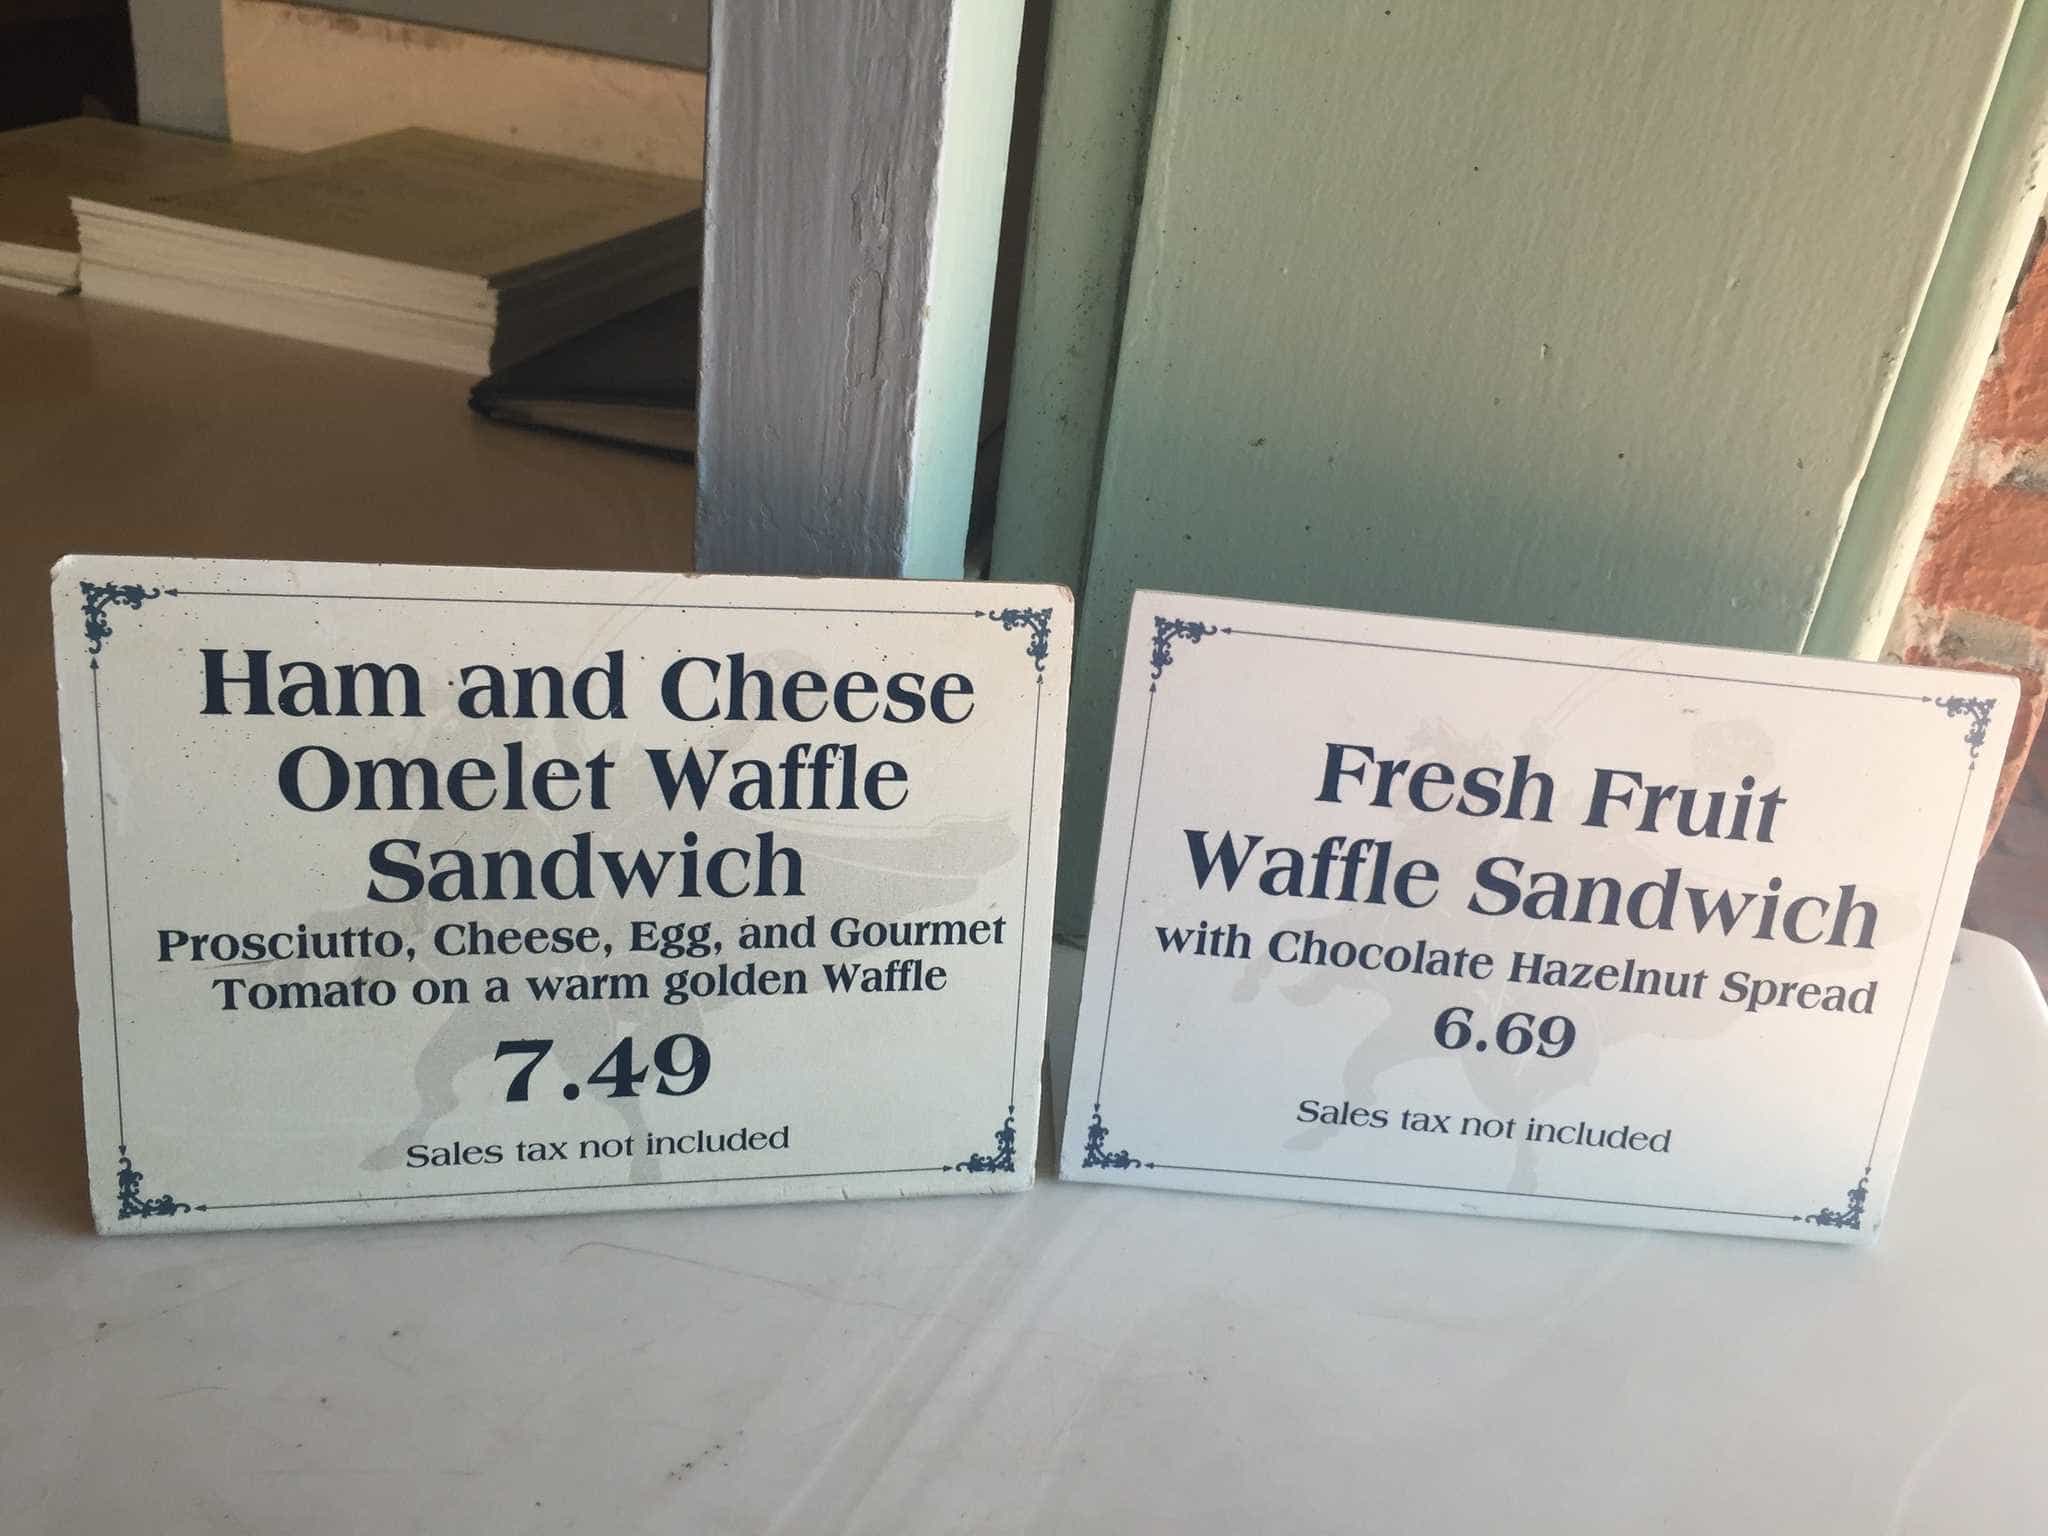 Ham and Cheese
Omelet Waffle
Sandwich
Prosciutto, Cheese, Egg, and Gourmet
Tomato on a warm golden Waffle
7.49
Sales tax not included
Fresh Fruit
Waffle Sandwich
with Chocolate Hazelnut Spread
6.69
Sales tax not included